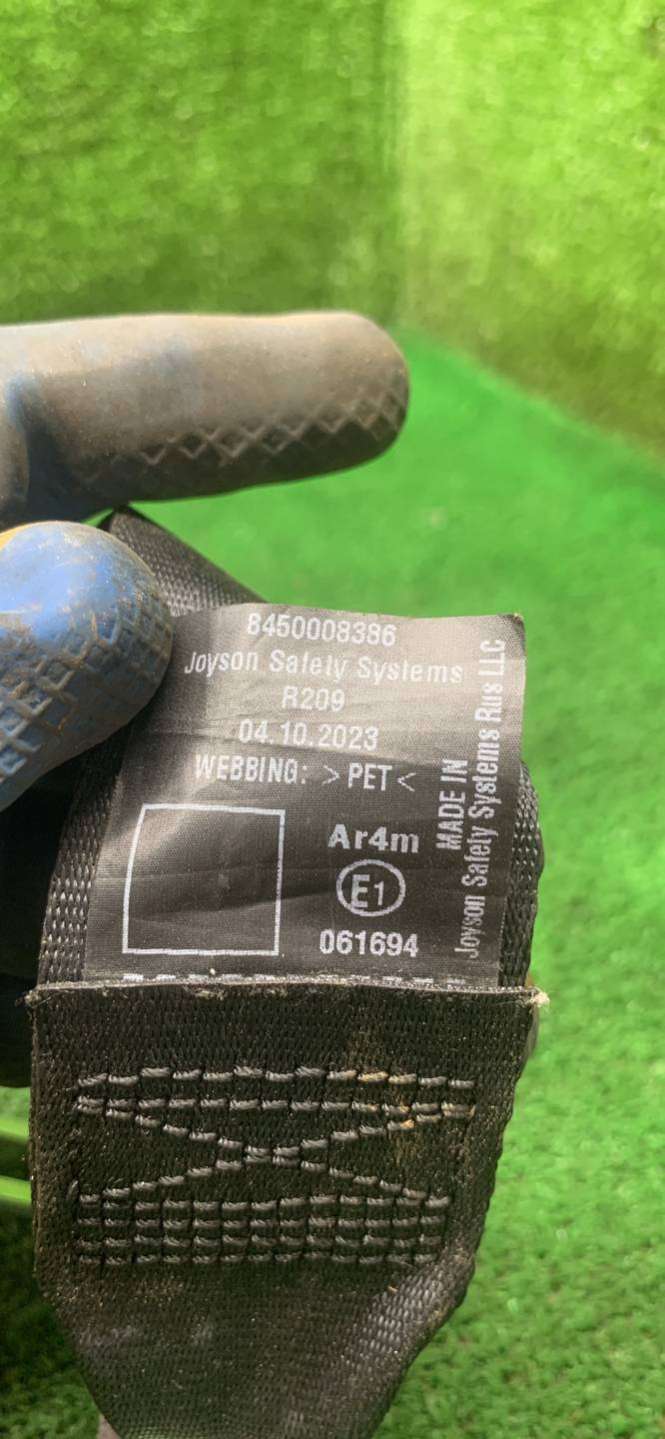 8450008386
Joyson Safety Systems
R209
04.10.2023
WEBBING: >PET<
Ar4m
E1
061694
MADE IN
Joyson Safety Systems Rus LLC